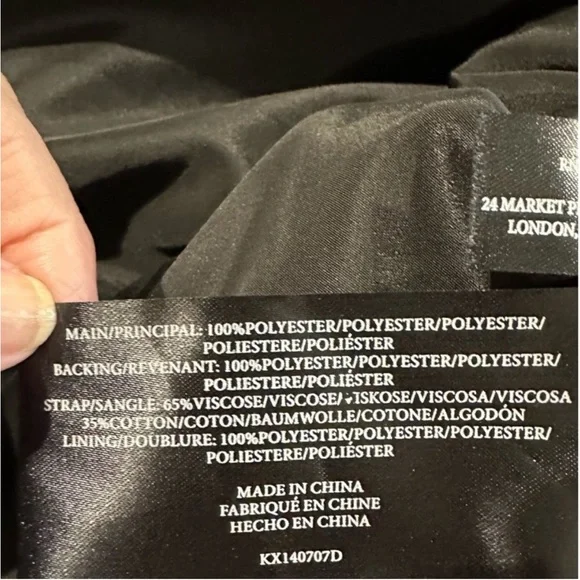 24 MARKET
LONDON,
MAIN/PRINCIPAL: 100%POLYESTER/POLYESTER/POLYESTER/
POLIESTERE/POLIÉSTER
BACKING/REVENANT: 100%POLYESTER/POLYESTER/POLYESTER/
POLIESTERE/POLIÉSTER
STRAP/SANGLE: 65%VISCOSE/VISCOSE/VISKOSE/VISCOSA/VISCOSA
35%COTTON/COTON/BAUMWOLLE/COTONE/ALGODÓN
LINING/DOUBLURE: 100%POLYESTER/POLYESTER/POLYESTER/
POLIESTERE/POLIÉSTER
MADE IN CHINA
FABRIQUÉ EN CHINE
HECHO EN CHINA
KX140707D